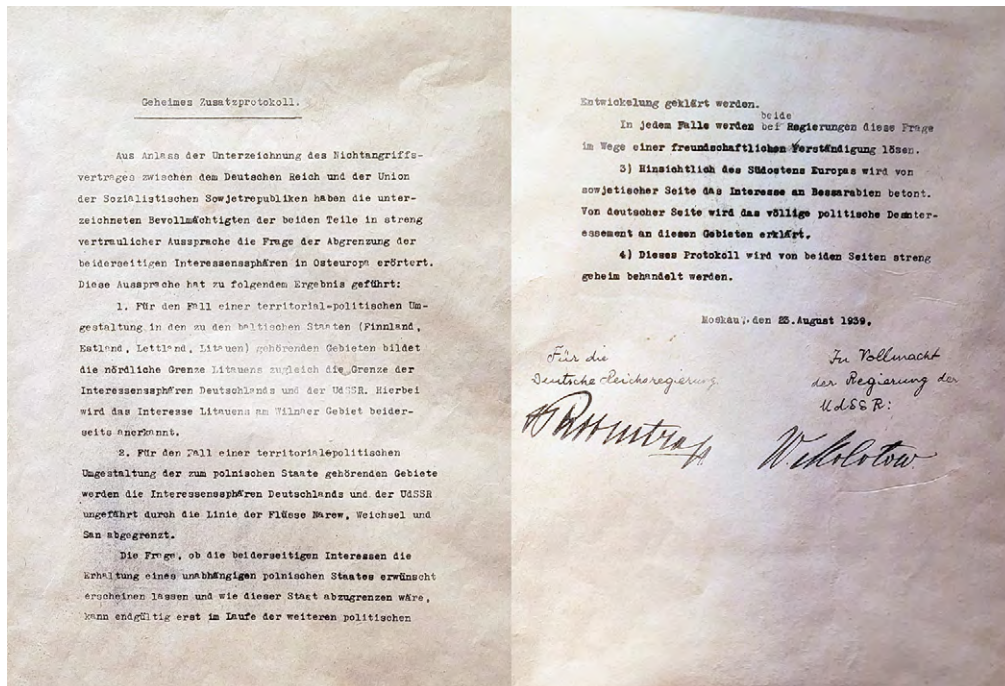 Geheimes Zusatzprotokoll.
Aus Anlass der Unterzeichnung des Nichtangriffs-
vertrages zwischen dem Deutschen Reich und der Union
der Sozialistischen Sowjetrepubliken haben die unter-
zeichneten Bevollmächtigten der beiden Teile in streng
vertraulicher Aussprache die Frage der Abgrenzung der
beiderseitigen Interessenssphären in Osteuropa erörtert.
Diese Aussprache hat zu folgendem Ergebnis geführt:
1. Für den Fall einer territorial-politischen Um-
gestaltung in den zu den baltischen Staaten (Finnland,
Estland, Lettland, Litauen) gehörenden Gebieten bildet
die nördliche Grenze Litauens zugleich die Grenze der
Interessenssphären Deutschlands und der UdSSR. Hierbei
wird das Interesse Litauens am Wilnaer Gebiet beider-
seits anerkannt.
2. Für den Fall einer territorial-politischen
Umgestaltung der zum polnischen Staate gehörenden Gebiete
werden die Interessenssphären Deutschlands und der UdSSR
ungefährt durch die Linie der Flüsse Narew, Weichsel und
San abgegrenzt.
Die Frage, ob die beiderseitigen Interessen die
Erhaltung eines unabhängigen polnischen Staates erwünscht
erscheinen lassen und wie dieser Staat abzugrenzen wäre,
kann endgültig erst im Laufe der weiteren politischen
Entwickelung geklärt werden.
beide
In jedem Falle werden bei Regierungen diese Frage
im Wege einer freundschaftlichen Verständigung lösen.
3) Hinsichtlich des Südostens Europas wird von
sowjetischer Seite das Interesse an Bessarabien betont.
Von deutscher Seite wird das völlige politische Desinter-
essement an diesen Gebieten erklärt.
4) Dieses Protokoll wird von beiden Seiten streng
geheim behandelt werden.
Moskau, den 23. August 1939.
Für die
Deutsche Reichsregierung
In Vollmacht
der Regierung der
UdSSR:
Ribbentrop
W. Molotow